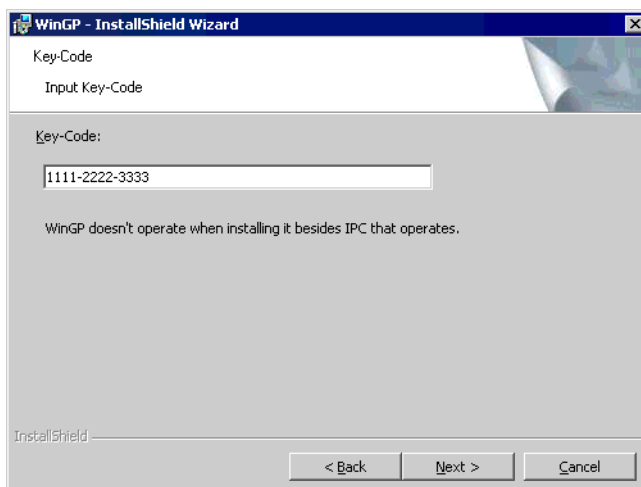 WinGP - InstallShield Wizard
Key-Code
Input Key-Code
Key-Code:
1111-2222-3333
WinGP doesn't operate when installing it besides IPC that operates.
InstallShield
< Back Next > Cancel